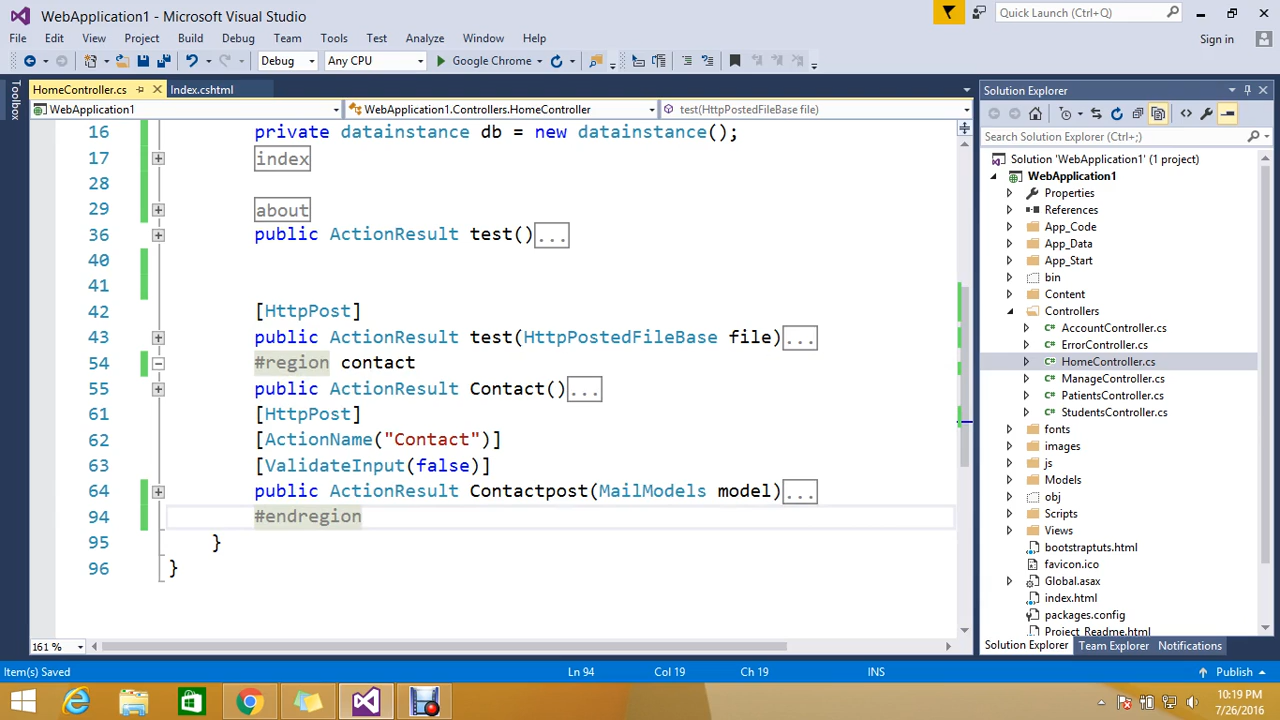 WebApplication1 - Microsoft Visual Studio
Quick Launch (Ctrl+Q)
File Edit View Project Build Debug Team Tools Test Analyze Window Help
Sign in
Debug Any CPU Google Chrome
Toolbox
HomeController.cs Index.cshtml
WebApplication1 WebApplication1.Controllers.HomeController test(HttpPostedFileBase file)
16 private datainstance db = new datainstance();
17 index
28
29 about
36 public ActionResult test()...
40
41
42 [HttpPost]
43 public ActionResult test(HttpPostedFileBase file)...
54 #region contact
55 public ActionResult Contact()...
61 [HttpPost]
62 [ActionName("Contact")]
63 [ValidateInput(false)]
64 public ActionResult Contactpost(MailModels model)...
94 #endregion
95 }
96 }
161 %
Solution Explorer
Search Solution Explorer (Ctrl+;)
Solution 'WebApplication1' (1 project)
WebApplication1
Properties
References
App_Code
App_Data
App_Start
bin
Content
Controllers
AccountController.cs
ErrorController.cs
HomeController.cs
ManageController.cs
PatientsController.cs
StudentsController.cs
fonts
images
js
Models
obj
Scripts
Views
bootstraptuts.html
favicon.ico
Global.asax
index.html
packages.config
Project_Readme.html
Solution Explorer Team Explorer Notifications
Item(s) Saved Ln 94 Col 19 Ch 19 INS Publish
10:19 PM
7/26/2016